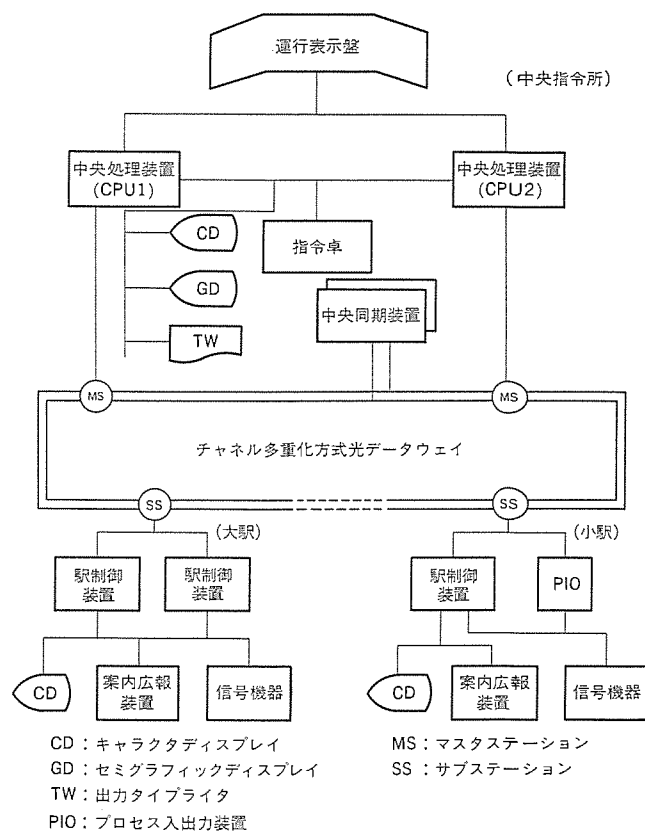 運行表示盤
(中央指令所)
中央処理装置
(CPU1)
中央処理装置
(CPU2)
CD
指令卓
GD
中央同期装置
TW
MS
MS
チャネル多重化方式光データウェイ
SS
SS
(大駅)
(小駅)
駅制御
装置
駅制御
装置
駅制御
装置
PIO
CD
案内広報
装置
信号機器
CD
案内広報
装置
信号機器
CD:キャラクタディスプレイ
GD:セミグラフィックディスプレイ
TW:出力タイプライタ
PIO:プロセス入出力装置
MS:マスタステーション
SS:サブステーション